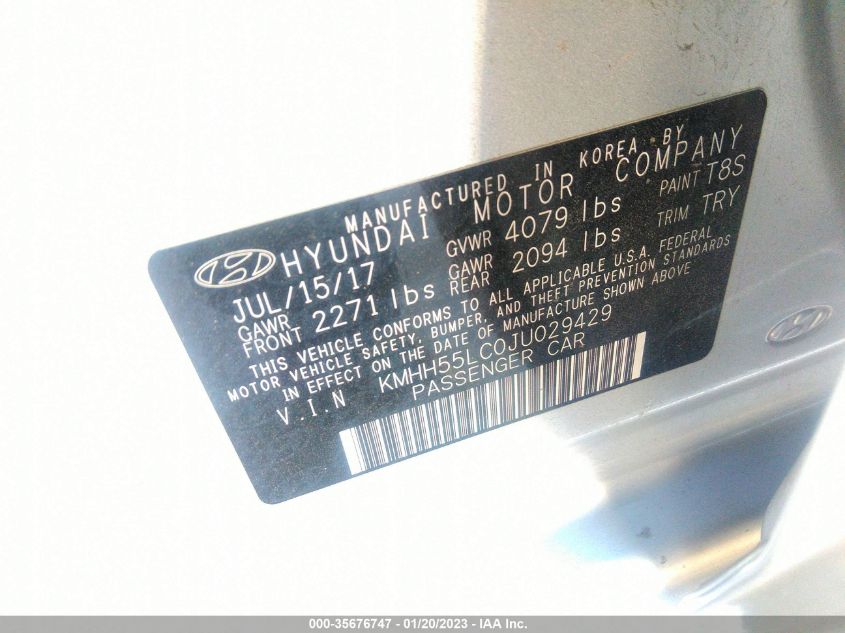 MANUFACTURED IN KOREA BY
HYUNDAI MOTOR COMPANY
JUL/15/17 GVWR 4079 lbs PAINT T8S
GAWR FRONT 2271 lbs GAWR REAR 2094 lbs TRIM TRY
THIS VEHICLE CONFORMS TO ALL APPLICABLE U.S.A. FEDERAL
MOTOR VEHICLE SAFETY, BUMPER, AND THEFT PREVENTION STANDARDS
IN EFFECT ON THE DATE OF MANUFACTURE SHOWN ABOVE
V.I.N KMHH55LC0JU029429
PASSENGER CAR
000-35676747 - 01/20/2023 - IAA Inc.